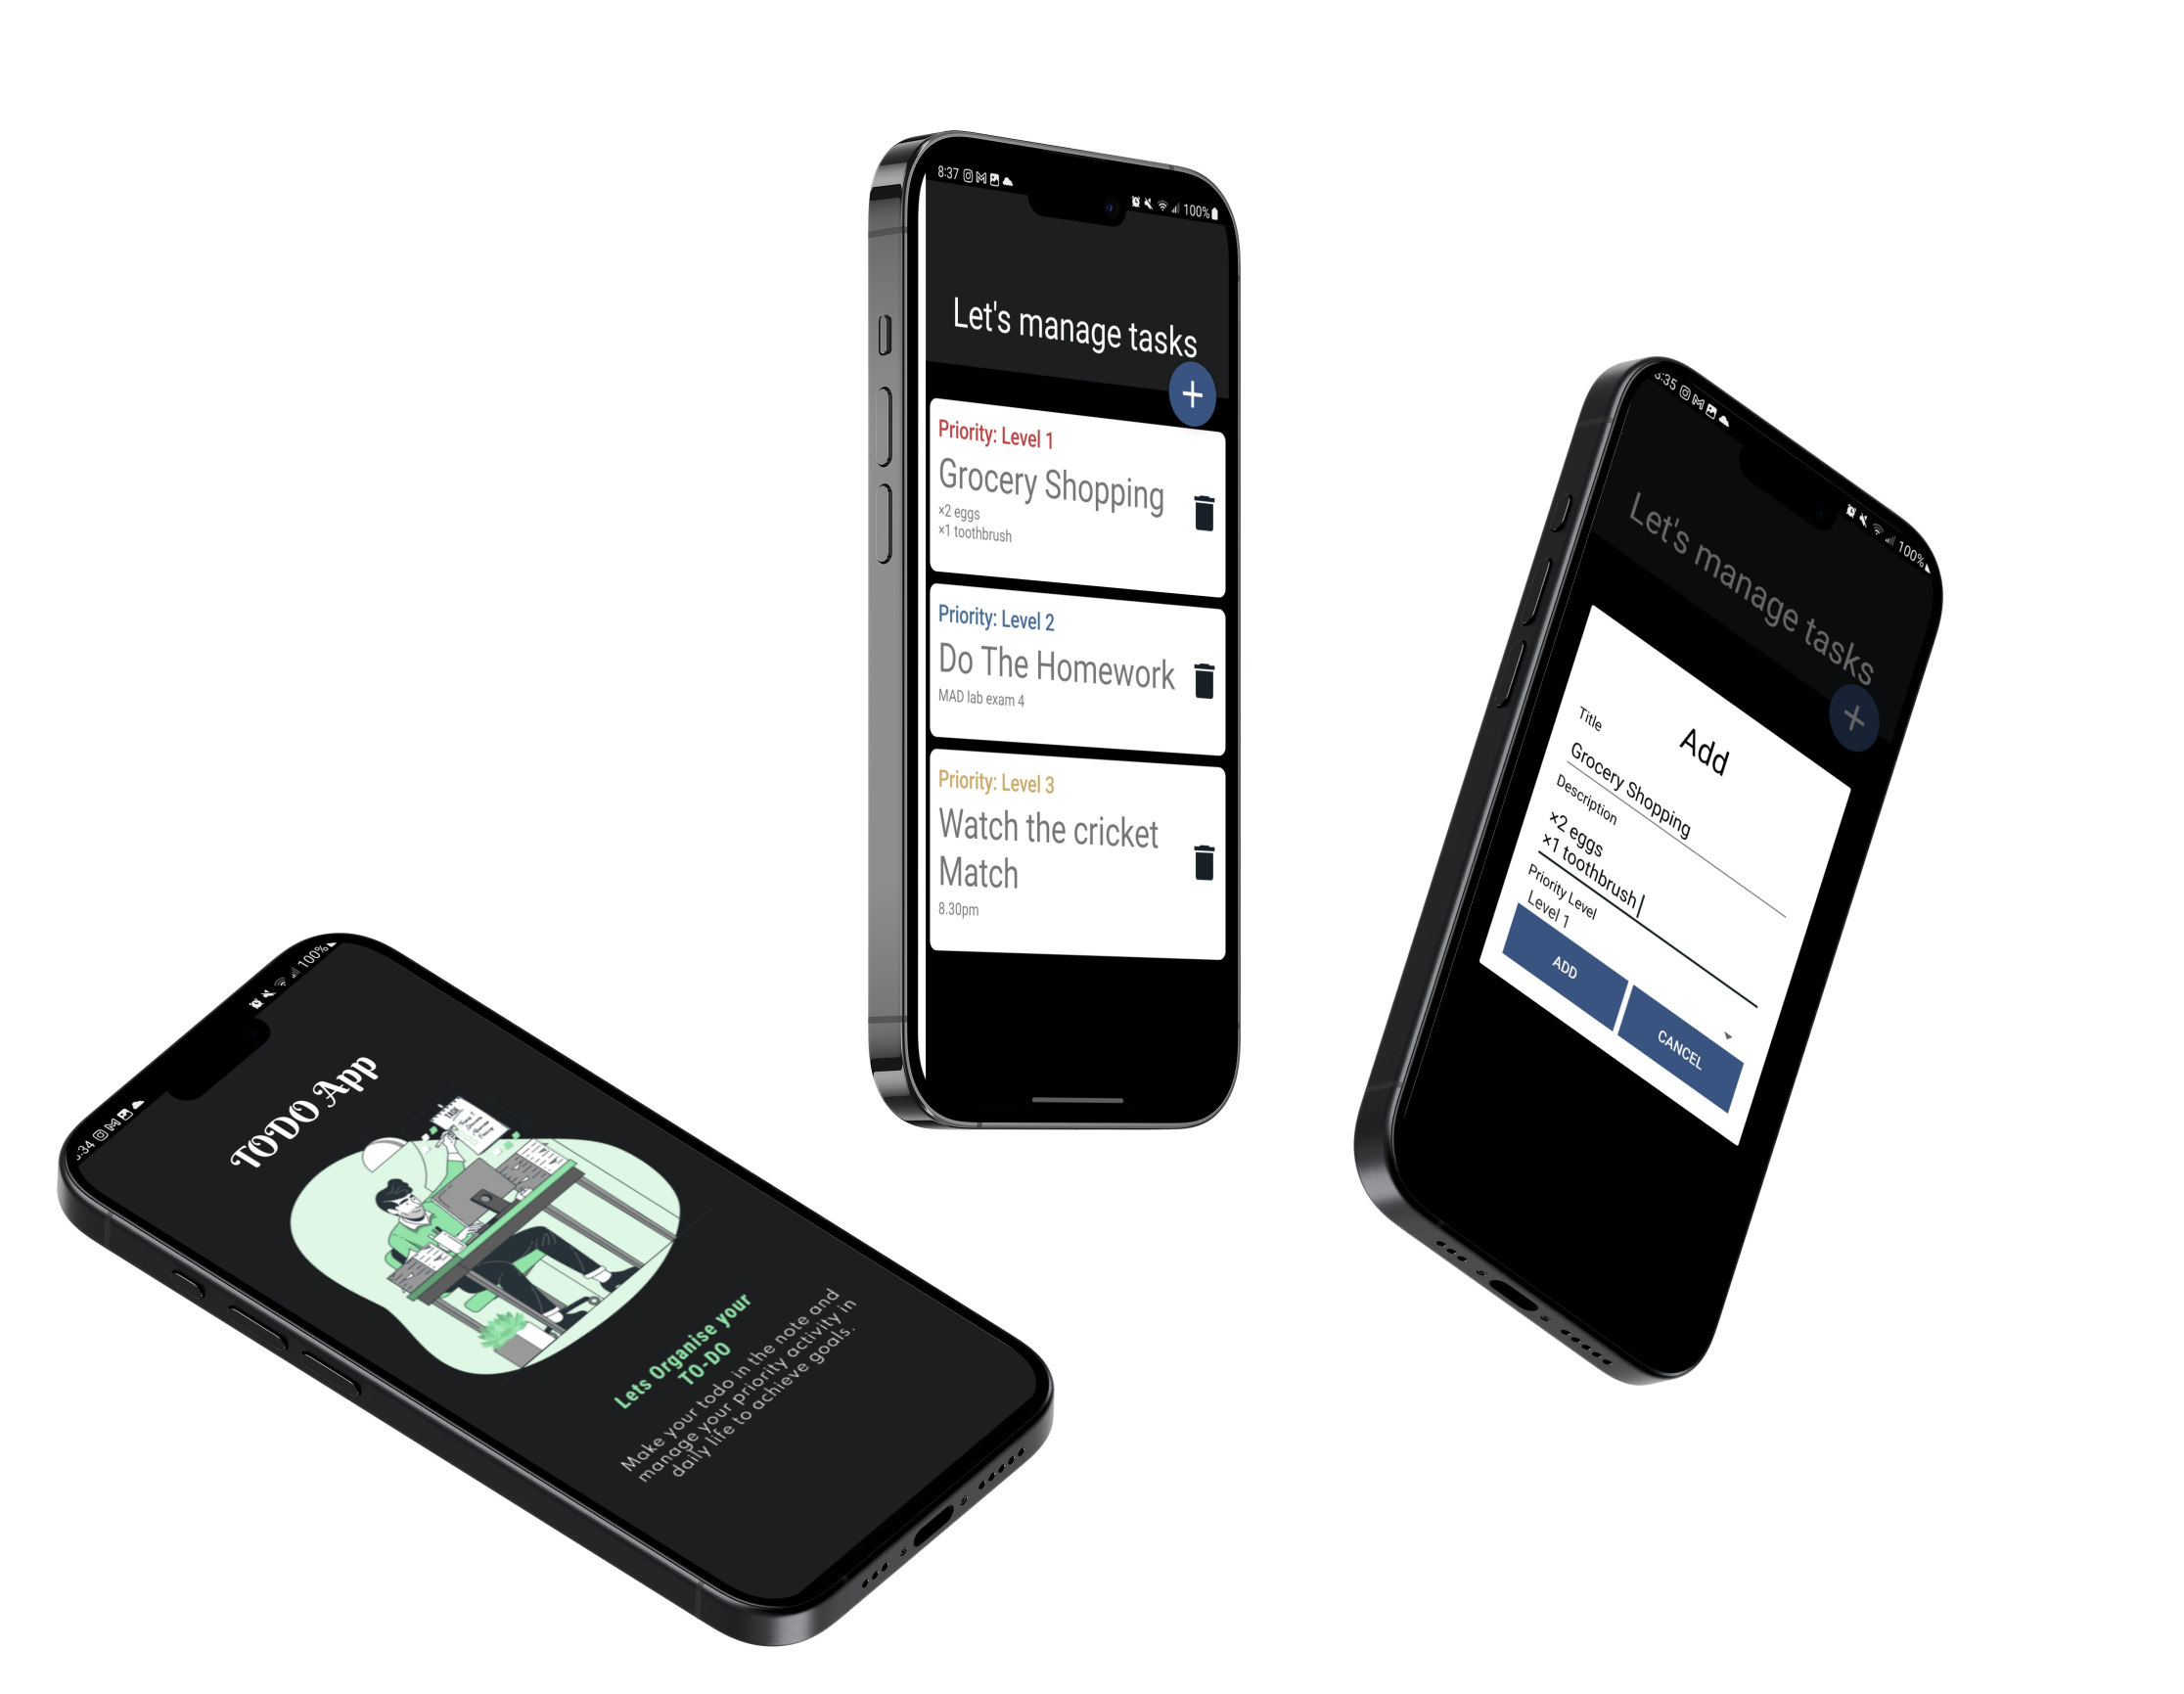 8:37
100%
Let's manage tasks
+
Priority: Level 1
Grocery Shopping
×2 eggs
×1 toothbrush
Priority: Level 2
Do The Homework
MAD lab exam 4
Priority: Level 3
Watch the cricket
Match
8.30pm
:35
100%
Let's manage tasks
+
Add
Title
Grocery Shopping
Description
×2 eggs
×1 toothbrush
Priority Level
Level 1
ADD
CANCEL
:34
100%
TODO App
Lets Organise your
TO-DO
Make your todo in the note and
manage your priority activity in
daily life to achieve goals.